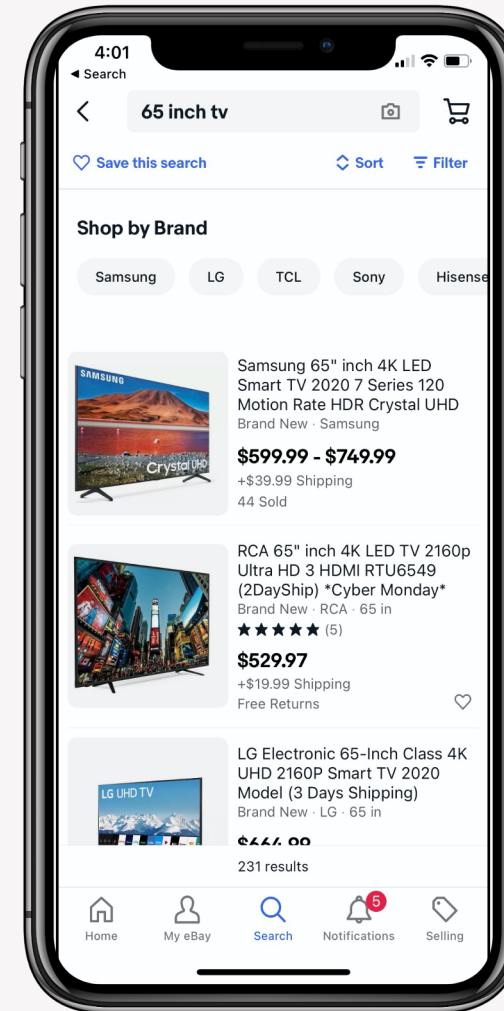 4:01
Search
65 inch tv
Save this search
Sort
Filter
Shop by Brand
Samsung
LG
TCL
Sony
Hisense
SAMSUNG
Crystal UHD
Samsung 65" inch 4K LED
Smart TV 2020 7 Series 120
Motion Rate HDR Crystal UHD
Brand New · Samsung
$599.99 - $749.99
+$39.99 Shipping
44 Sold
RCA 65" inch 4K LED TV 2160p
Ultra HD 3 HDMI RTU6549
(2DayShip) *Cyber Monday*
Brand New · RCA · 65 in
(5)
$529.97
+$19.99 Shipping
Free Returns
LG UHD TV
LG Electronic 65-Inch Class 4K
UHD 2160P Smart TV 2020
Model (3 Days Shipping)
Brand New · LG · 65 in
$664.99
231 results
5
Home
My eBay
Search
Notifications
Selling